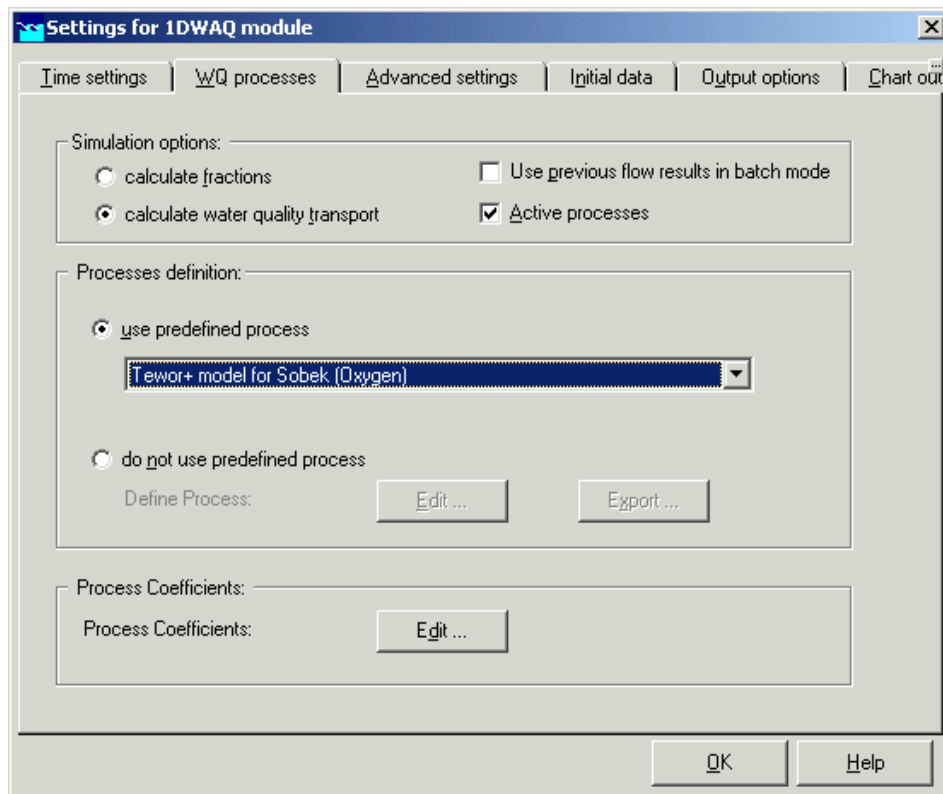 Settings for 1DWAQ module
Time settings WQ processes Advanced settings Initial data Output options Chart out
...
Simulation options:
calculate fractions Use previous flow results in batch mode
calculate water quality transport Active processes
Processes definition:
use predefined process
Tewor+ model for Sobek (Oxygen)
do not use predefined process
Define Process: Edit ... Export ...
Process Coefficients:
Process Coefficients: Edit ...
OK Help